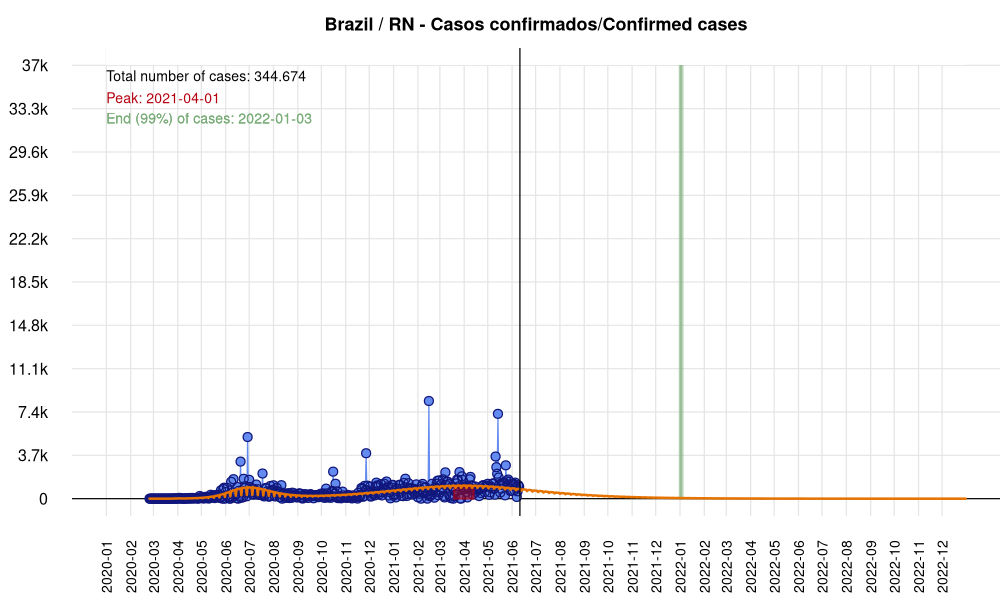 Brazil / RN - Casos confirmados/Confirmed cases
37k
33.3k
29.6k
25.9k
22.2k
18.5k
14.8k
11.1k
7.4k
3.7k
0
Total number of cases: 344.674
Peak: 2021-04-01
End (99%) of cases: 2022-01-03
2020-01
2020-02
2020-03
2020-04
2020-05
2020-06
2020-07
2020-08
2020-09
2020-10
2020-11
2020-12
2021-01
2021-02
2021-03
2021-04
2021-05
2021-06
2021-07
2021-08
2021-09
2021-10
2021-11
2021-12
2022-01
2022-02
2022-03
2022-04
2022-05
2022-06
2022-07
2022-08
2022-09
2022-10
2022-11
2022-12